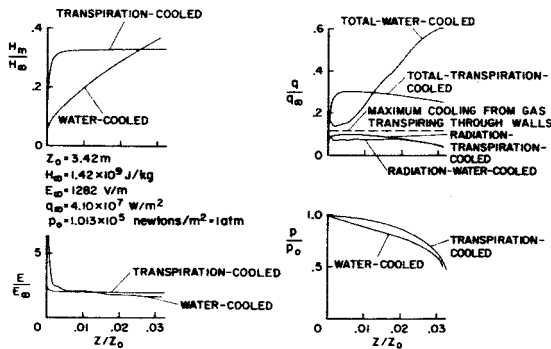 TRANSPIRATION-COOLED
.4
Hm
H∞
.2
WATER-COOLED
0
Z₀ = 3.42m
H∞ = 1.42×10⁹ J/kg
E∞ = 1282 V/m
q∞ = 4.10×10⁷ W/m²
p₀ = 1.013×10⁵ newtons/m² = 1 atm
5
E
E∞
TRANSPIRATION-COOLED
WATER-COOLED
0 .01 .02 .03
Z/Z₀
TOTAL-WATER-COOLED
.6
.4
q
q∞
TOTAL-TRANSPIRATION-
COOLED
.2
MAXIMUM COOLING FROM GAS
TRANSPIRING THROUGH WALLS
RADIATION-
TRANSPIRATION-
COOLED
0
RADIATION-WATER-COOLED
1.0
p
p₀
.5
TRANSPIRATION-
COOLED
WATER-COOLED
0 .01 .02 .03
Z/Z₀